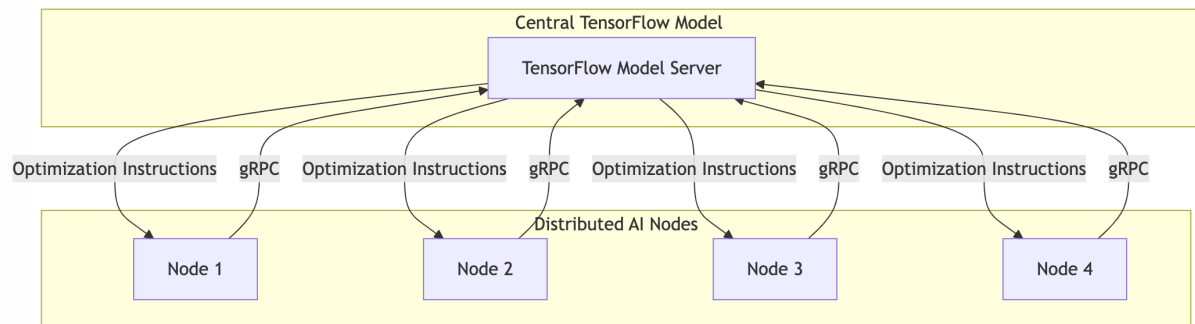 Central TensorFlow Model
TensorFlow Model Server
Optimization Instructions gRPC Optimization Instructions gRPC Optimization Instructions gRPC Optimization Instructions gRPC
Distributed AI Nodes
Node 1 Node 2 Node 3 Node 4